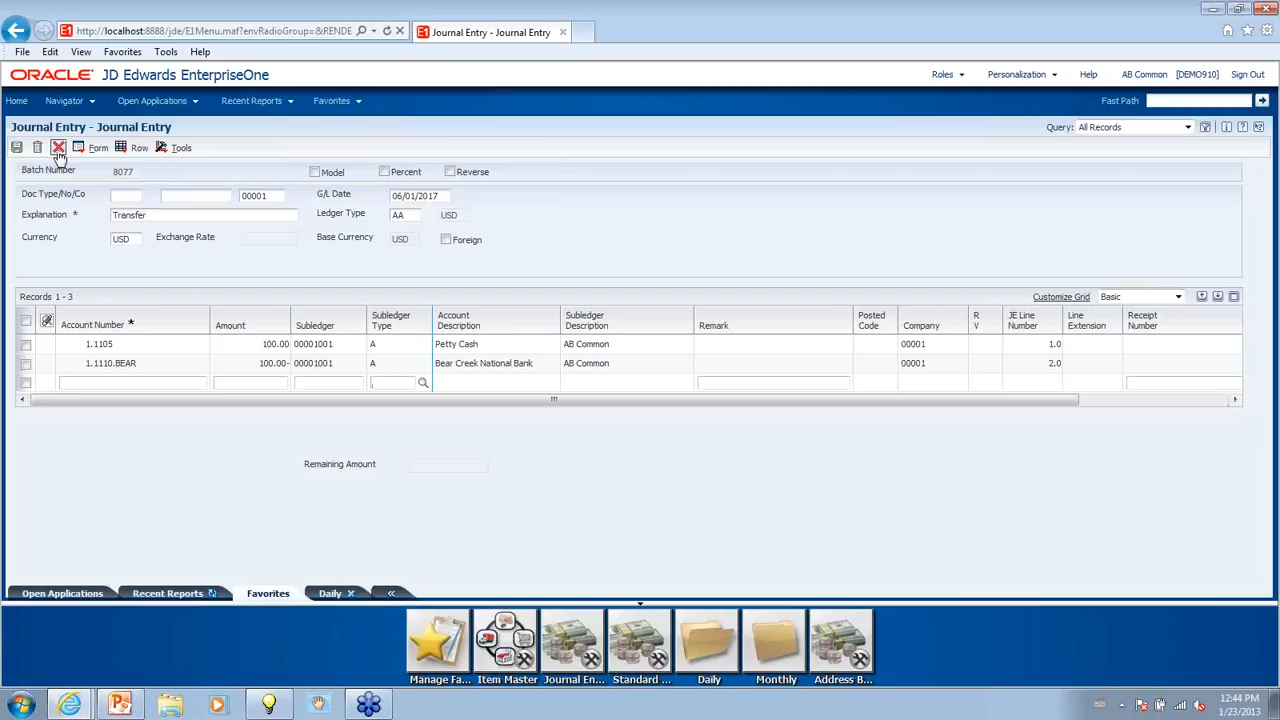 http://localhost:8888/jde/E1Menu.maf?envRadioGroup=&RENDE
Journal Entry - Journal Entry
File Edit View Favorites Tools Help
ORACLE JD Edwards EnterpriseOne
Roles Personalization Help AB Common [DEMO910] Sign Out
Home Navigator Open Applications Recent Reports Favorites Fast Path
Journal Entry - Journal Entry
Query: All Records
Form Row Tools
Batch Number 8077 Model Percent Reverse
Doc Type/No/Co 00001 G/L Date 06/01/2017
Explanation * Transfer Ledger Type AA USD
Currency USD Exchange Rate Base Currency USD Foreign
Records 1 - 3 Customize Grid Basic
Account Number * Amount Subledger Subledger Type Account Description Subledger Description Remark Posted Code Company R V JE Line Number Line Extension Receipt Number
1.1105 100.00 00001001 A Petty Cash AB Common 00001 1.0
1.1110.BEAR 100.00- 00001001 A Bear Creek National Bank AB Common 00001 2.0
Remaining Amount
Open Applications Recent Reports Favorites Daily
Manage Fa... Item Master Journal En... Standard ... Daily Monthly Address B...
12:44 PM
1/23/2013